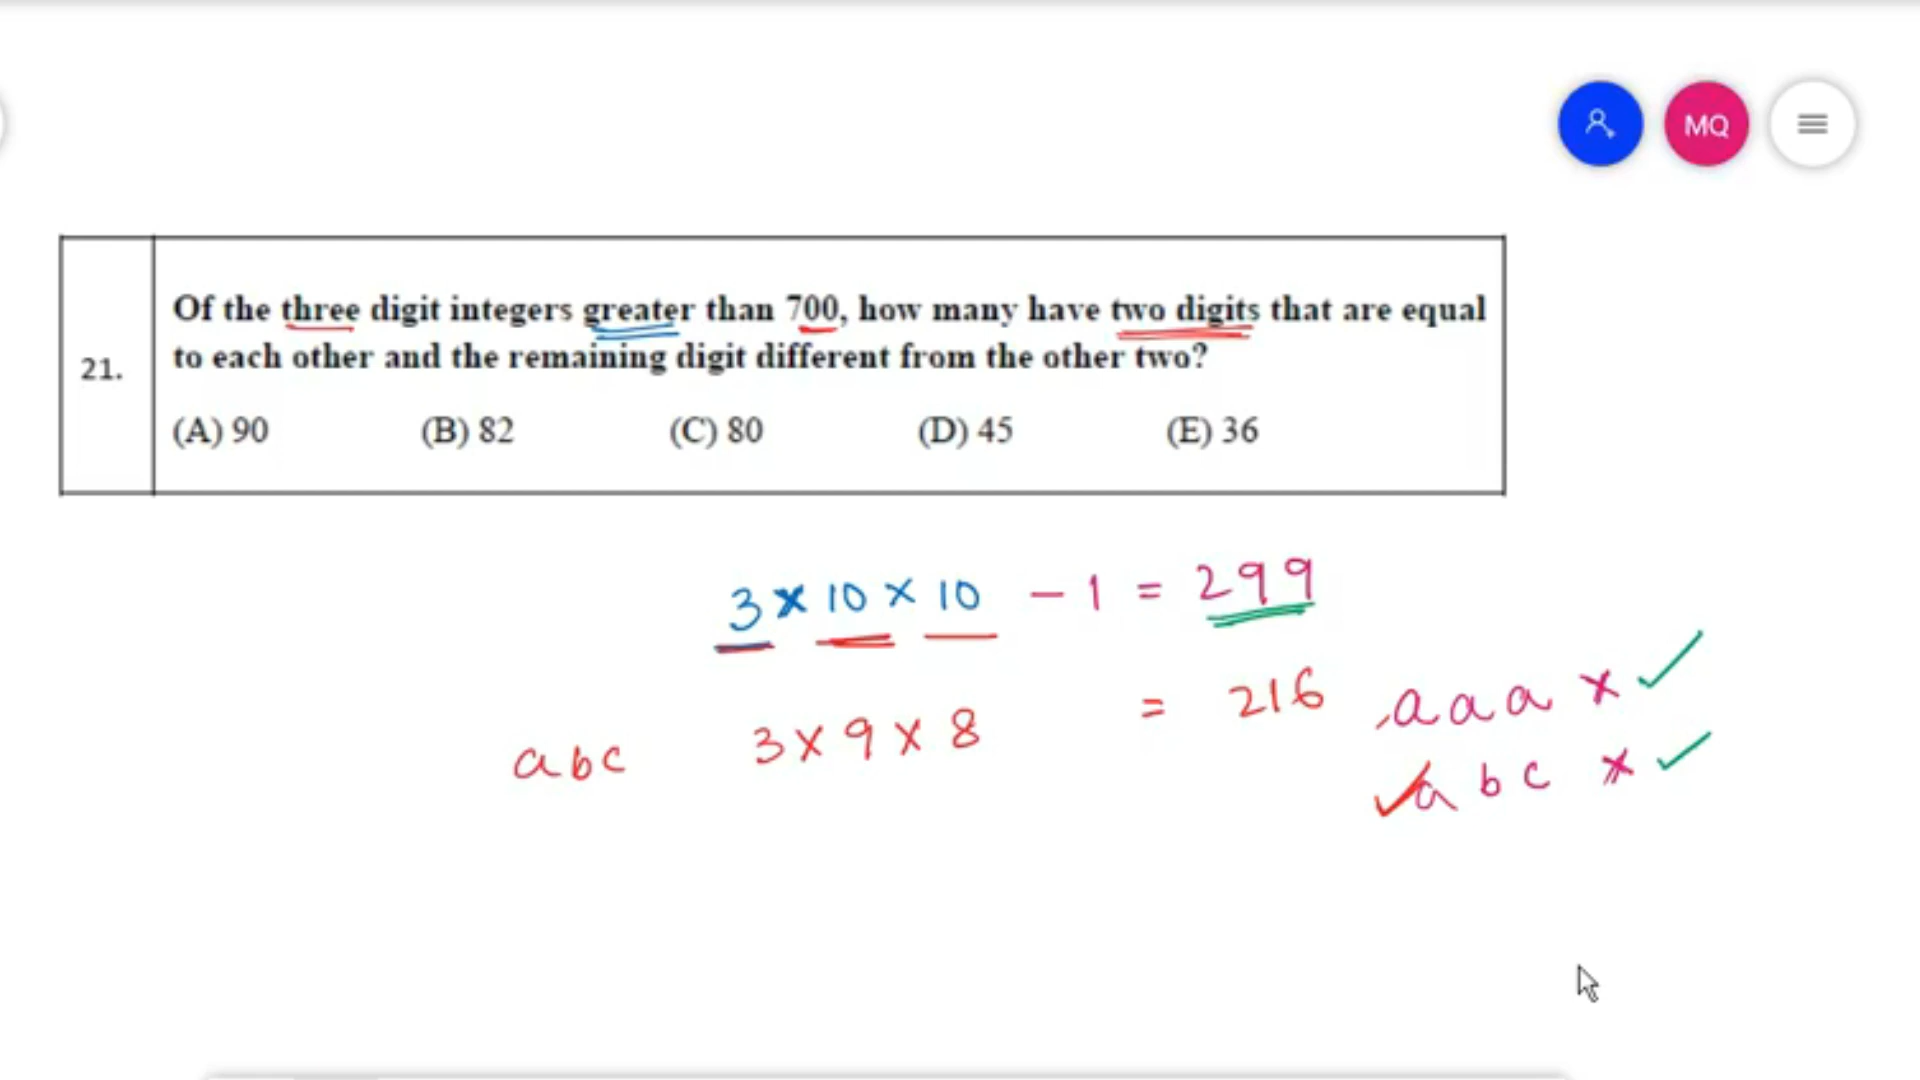 MQ
21.
Of the three digit integers greater than 700, how many have two digits that are equal
to each other and the remaining digit different from the other two?
(A) 90 (B) 82 (C) 80 (D) 45 (E) 36
3 × 10 × 10 - 1 = 299
abc 3 × 9 × 8 = 216
aaa ×
abc ×